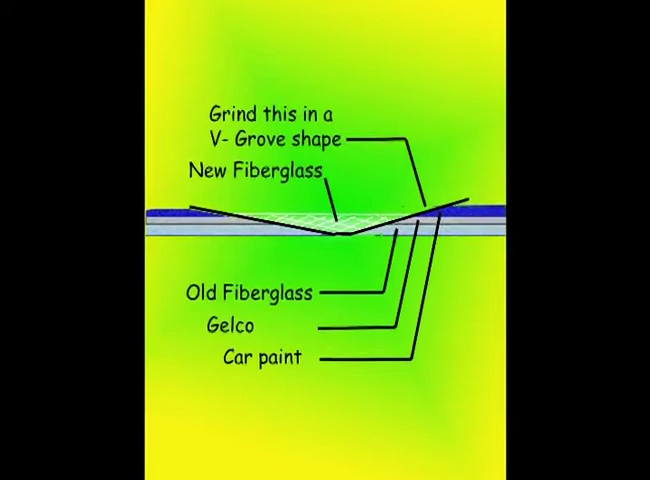 Grind this in a
V- Grove shape
New Fiberglass
Old Fiberglass
Gelco
Car paint